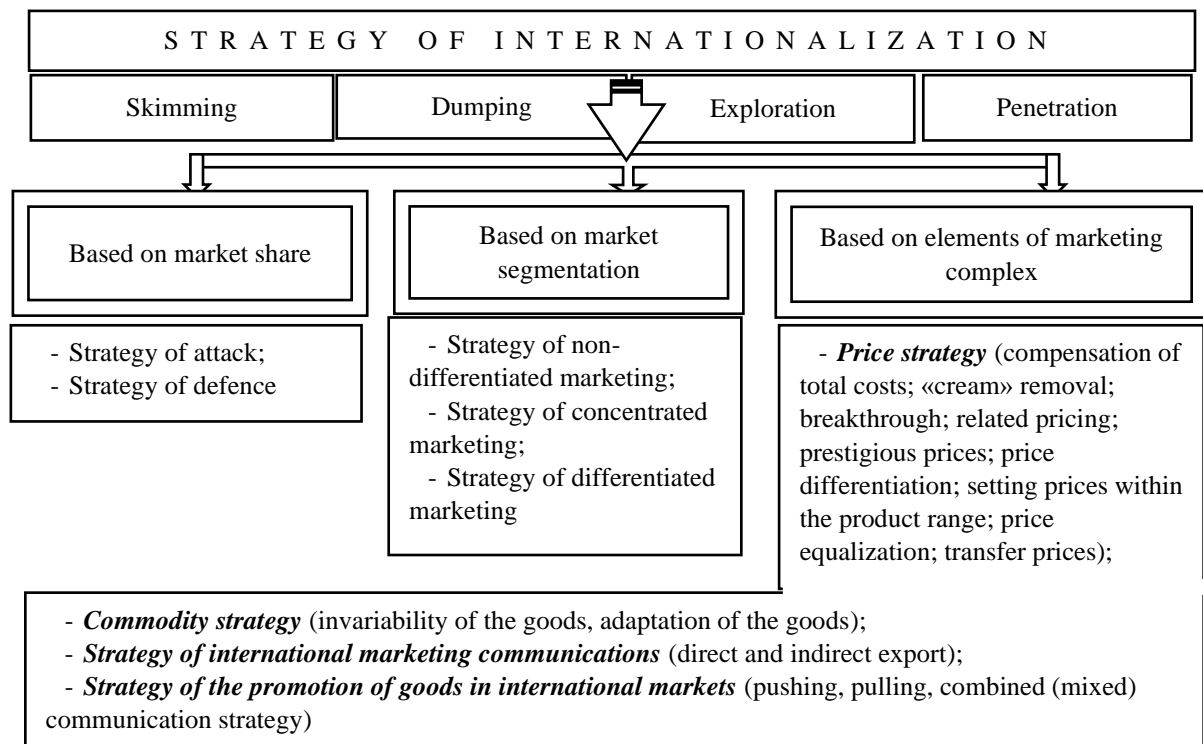 STRATEGY OF INTERNATIONALIZATION
Skimming
Dumping
Exploration
Penetration
Based on market share
Based on market
segmentation
Based on elements of marketing
complex
- Strategy of attack;
- Strategy of defence
- Strategy of non-
differentiated marketing;
- Strategy of concentrated
marketing;
- Strategy of differentiated
marketing
- Price strategy (compensation of
total costs; «cream» removal;
breakthrough; related pricing;
prestigious prices; price
differentiation; setting prices within
the product range; price
equalization; transfer prices);
- Commodity strategy (invariability of the goods, adaptation of the goods);
- Strategy of international marketing communications (direct and indirect export);
- Strategy of the promotion of goods in international markets (pushing, pulling, combined (mixed)
communication strategy)